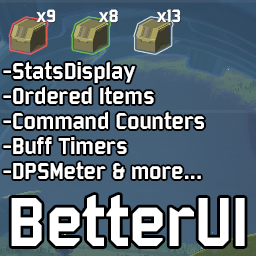 x9 x8 x13
-StatsDisplay
-Ordered Items
-Command Counters
-Buff Timers
-DPSMeter & more...
BetterUI